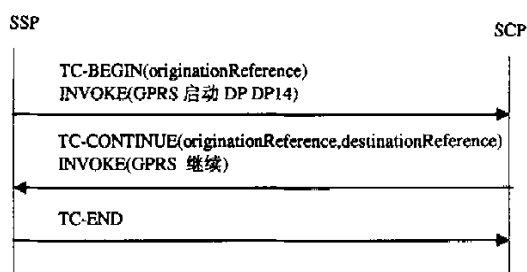 SSP
SCP
TC-BEGIN(originationReference)
INVOKE(GPRS 启动 DP DP14)
TC-CONTINUE(originationReference,destinationReference)
INVOKE(GPRS 继续)
TC-END